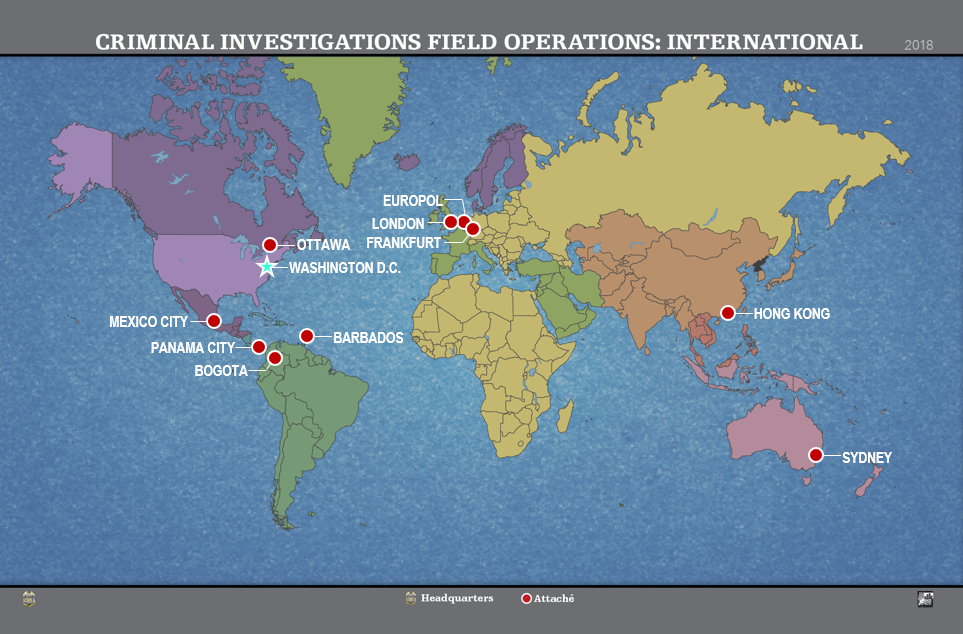 CRIMINAL INVESTIGATIONS FIELD OPERATIONS: INTERNATIONAL
2018
EUROPOL
LONDON
FRANKFURT
OTTAWA
WASHINGTON D.C.
MEXICO CITY
HONG KONG
BARBADOS
PANAMA CITY
BOGOTA
SYDNEY
Headquarters
Attaché